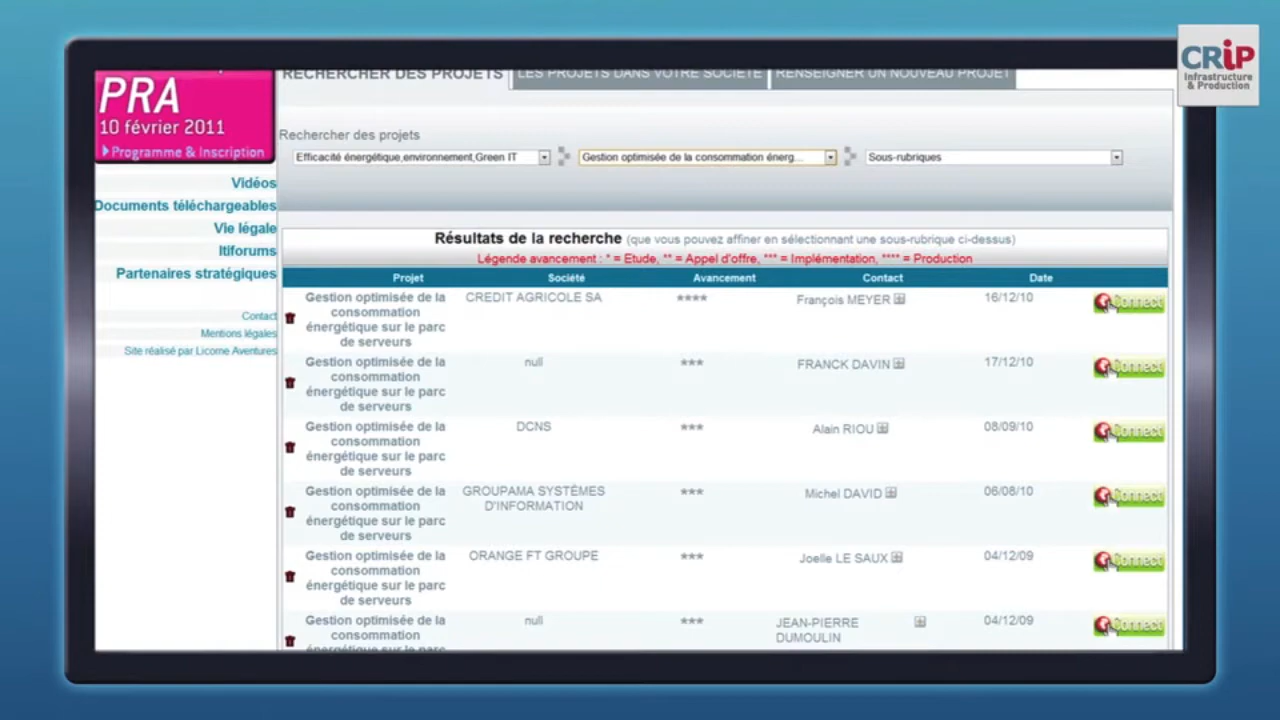 CRiP
Infrastructure
& Production
PRA
10 février 2011
Programme & Inscription
Vidéos
Documents téléchargeables
Vie légale
Itiforums
Partenaires stratégiques
Contact
Mentions légales
Site réalisé par Licorne Aventures
RECHERCHER DES PROJETS
LES PROJETS DANS VOTRE SOCIETE
RENSEIGNER UN NOUVEAU PROJET
Rechercher des projets
Efficacité énergétique,environnement,Green IT
Gestion optimisée de la consommation énerg...
Sous-rubriques
Résultats de la recherche (que vous pouvez affiner en sélectionnant une sous-rubrique ci-dessus)
Légende avancement : * = Etude, ** = Appel d'offre, *** = Implémentation, **** = Production
Projet Société Avancement Contact Date
Gestion optimisée de la consommation énergétique sur le parc de serveurs CREDIT AGRICOLE SA **** François MEYER 16/12/10 Connect
Gestion optimisée de la consommation énergétique sur le parc de serveurs null *** FRANCK DAVIN 17/12/10 Connect
Gestion optimisée de la consommation énergétique sur le parc de serveurs DCNS *** Alain RIOU 08/09/10 Connect
Gestion optimisée de la consommation énergétique sur le parc de serveurs GROUPAMA SYSTÈMES D'INFORMATION *** Michel DAVID 06/08/10 Connect
Gestion optimisée de la consommation énergétique sur le parc de serveurs ORANGE FT GROUPE *** Joelle LE SAUX 04/12/09 Connect
Gestion optimisée de la consommation énergétique sur le parc null *** JEAN-PIERRE DUMOULIN 04/12/09 Connect